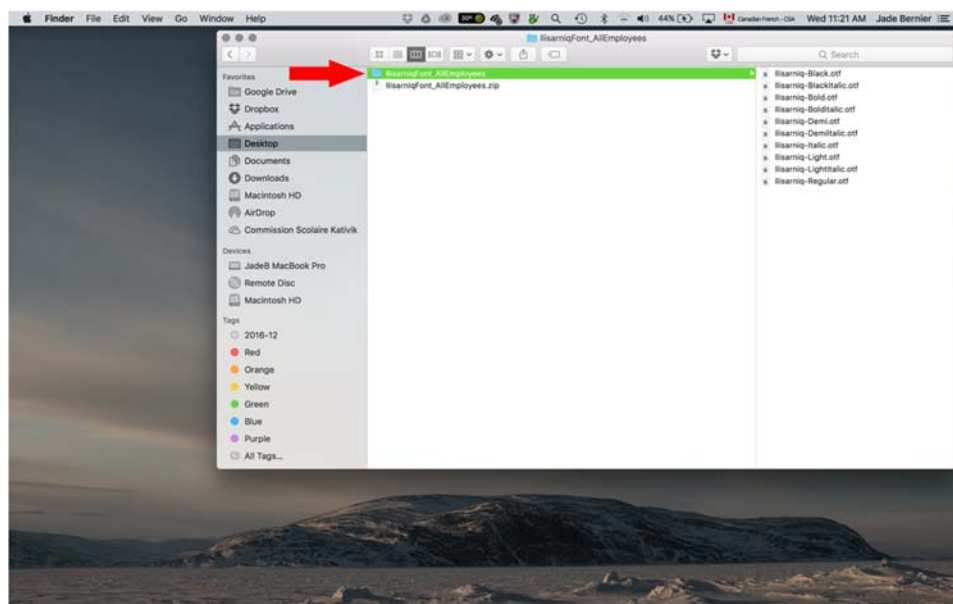 Finder File Edit View Go Window Help 44% Canadian French - CSA Wed 11:21 AM Jade Bernier
IlisarniqFont_AllEmployees
Search
Favorites
Google Drive
Dropbox
Applications
Desktop
Documents
Downloads
Macintosh HD
AirDrop
Commission Scolaire Kativik
Devices
JadeB MacBook Pro
Remote Disc
Macintosh HD
Tags
2016-12
Red
Orange
Yellow
Green
Blue
Purple
All Tags...
IlisarniqFont_AllEmployees
IlisarniqFont_AllEmployees.zip
Ilisarniq-Black.otf
Ilisarniq-BlackItalic.otf
Ilisarniq-Bold.otf
Ilisarniq-BoldItalic.otf
Ilisarniq-Demi.otf
Ilisarniq-DemiItalic.otf
Ilisarniq-Italic.otf
Ilisarniq-Light.otf
Ilisarniq-LightItalic.otf
Ilisarniq-Regular.otf